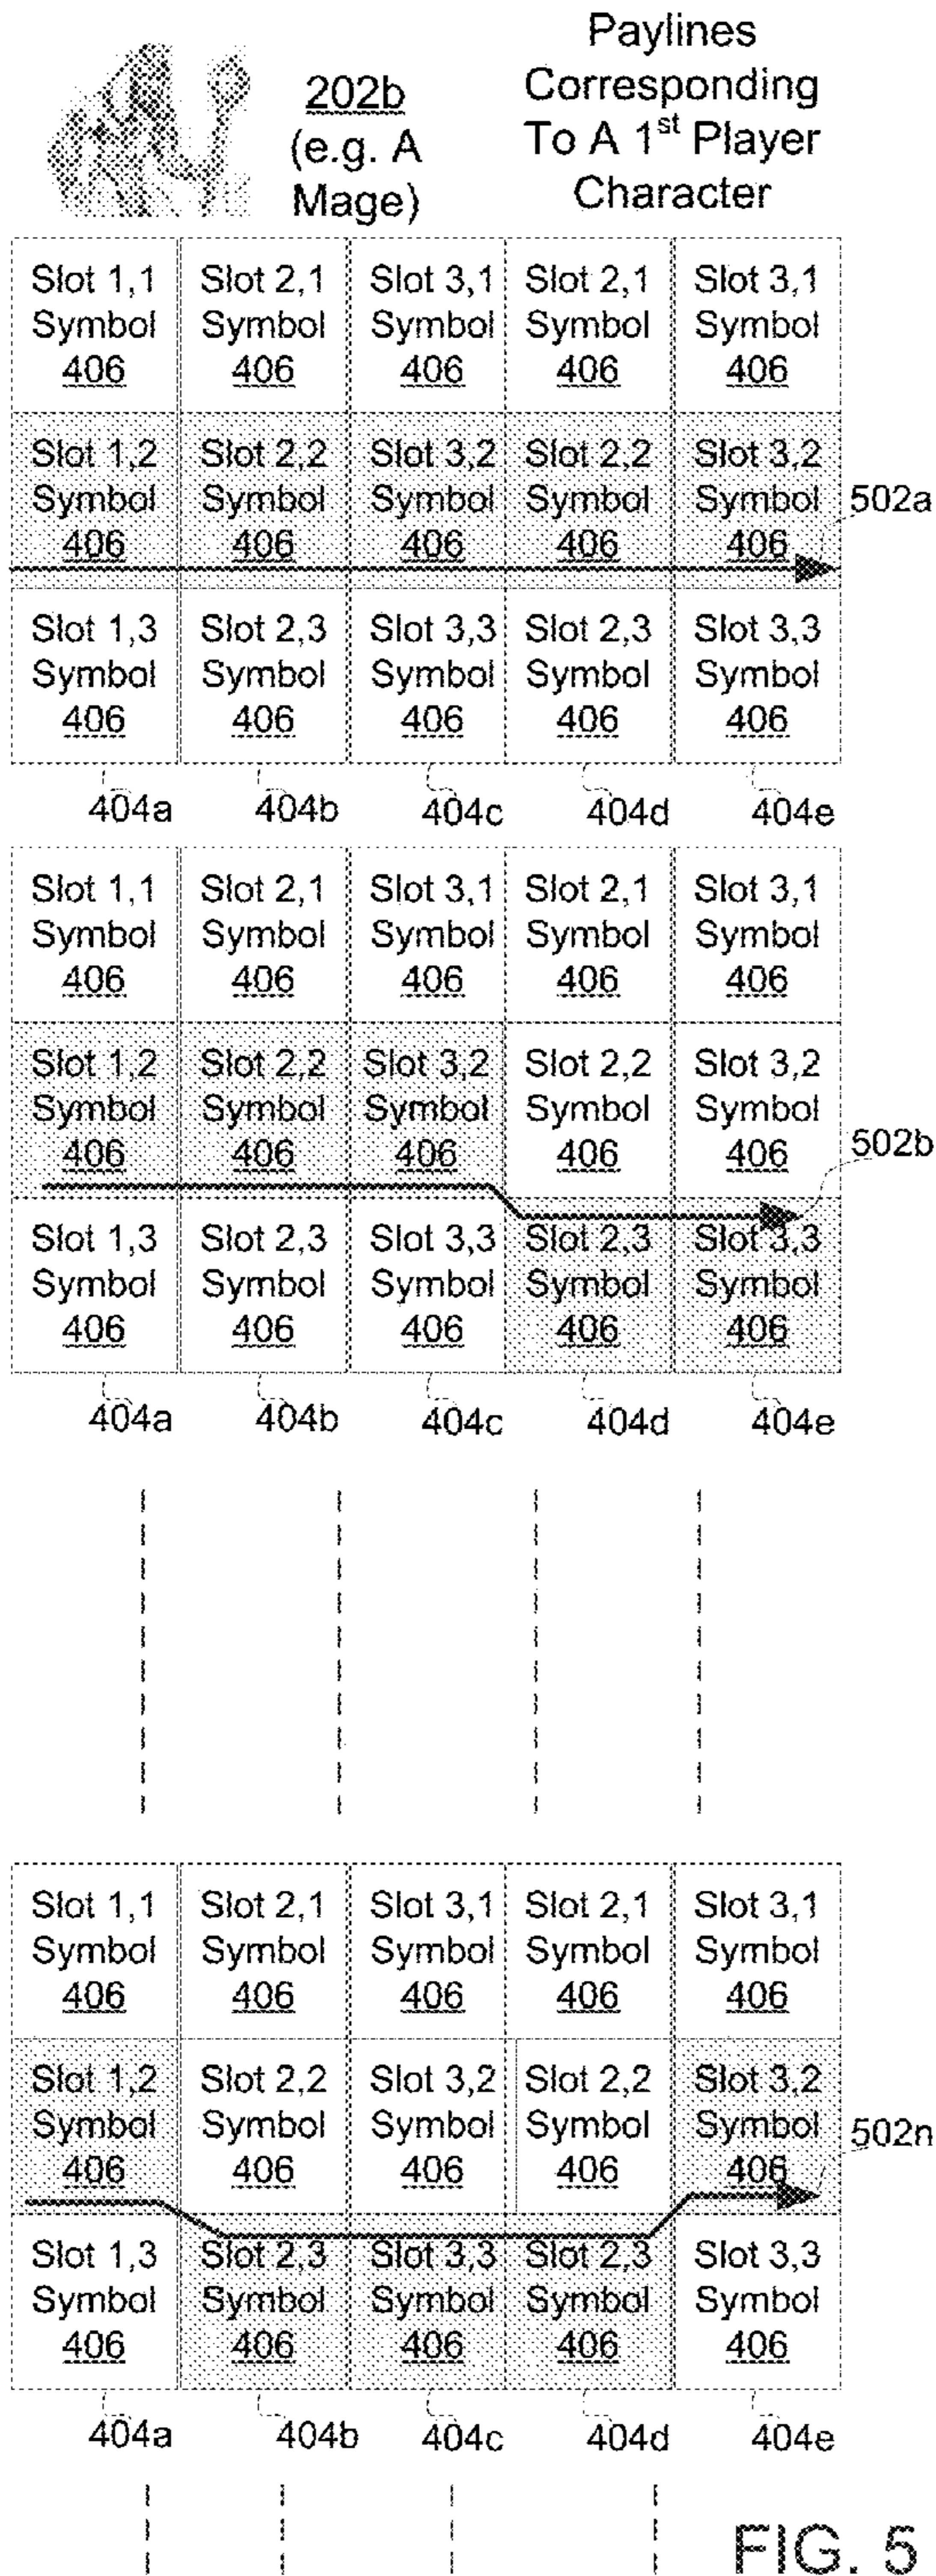 202b
(e.g. A
Mage)
Paylines
Corresponding
To A 1st Player
Character
Slot 1,1 Slot 2,1 Slot 3,1 Slot 2,1 Slot 3,1
Symbol Symbol Symbol Symbol Symbol
406 406 406 406 406
Slot 1,2 Slot 2,2 Slot 3,2 Slot 2,2 Slot 3,2
Symbol Symbol Symbol Symbol Symbol 502a
406 406 406 406 406
Slot 1,3 Slot 2,3 Slot 3,3 Slot 2,3 Slot 3,3
Symbol Symbol Symbol Symbol Symbol
406 406 406 406 406
404a 404b 404c 404d 404e
Slot 1,1 Slot 2,1 Slot 3,1 Slot 2,1 Slot 3,1
Symbol Symbol Symbol Symbol Symbol
406 406 406 406 406
Slot 1,2 Slot 2,2 Slot 3,2 Slot 2,2 Slot 3,2
Symbol Symbol Symbol Symbol Symbol
406 406 406 406 406 502b
Slot 1,3 Slot 2,3 Slot 3,3 Slot 2,3 Slot 3,3
Symbol Symbol Symbol Symbol Symbol
406 406 406 406 406
404a 404b 404c 404d 404e
Slot 1,1 Slot 2,1 Slot 3,1 Slot 2,1 Slot 3,1
Symbol Symbol Symbol Symbol Symbol
406 406 406 406 406
Slot 1,2 Slot 2,2 Slot 3,2 Slot 2,2 Slot 3,2
Symbol Symbol Symbol Symbol Symbol 502n
406 406 406 406 406
Slot 1,3 Slot 2,3 Slot 3,3 Slot 2,3 Slot 3,3
Symbol Symbol Symbol Symbol Symbol
406 406 406 406 406
404a 404b 404c 404d 404e
FIG. 5